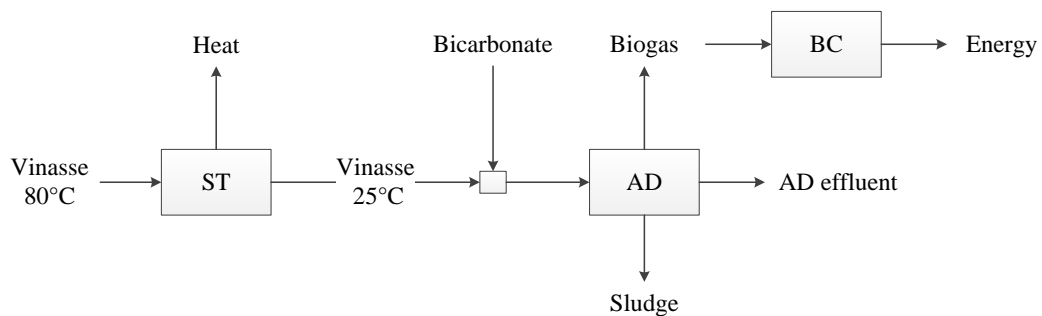 Heat
Bicarbonate
Biogas
BC
Energy
Vinasse
80°C
ST
Vinasse
25°C
AD
AD effluent
Sludge